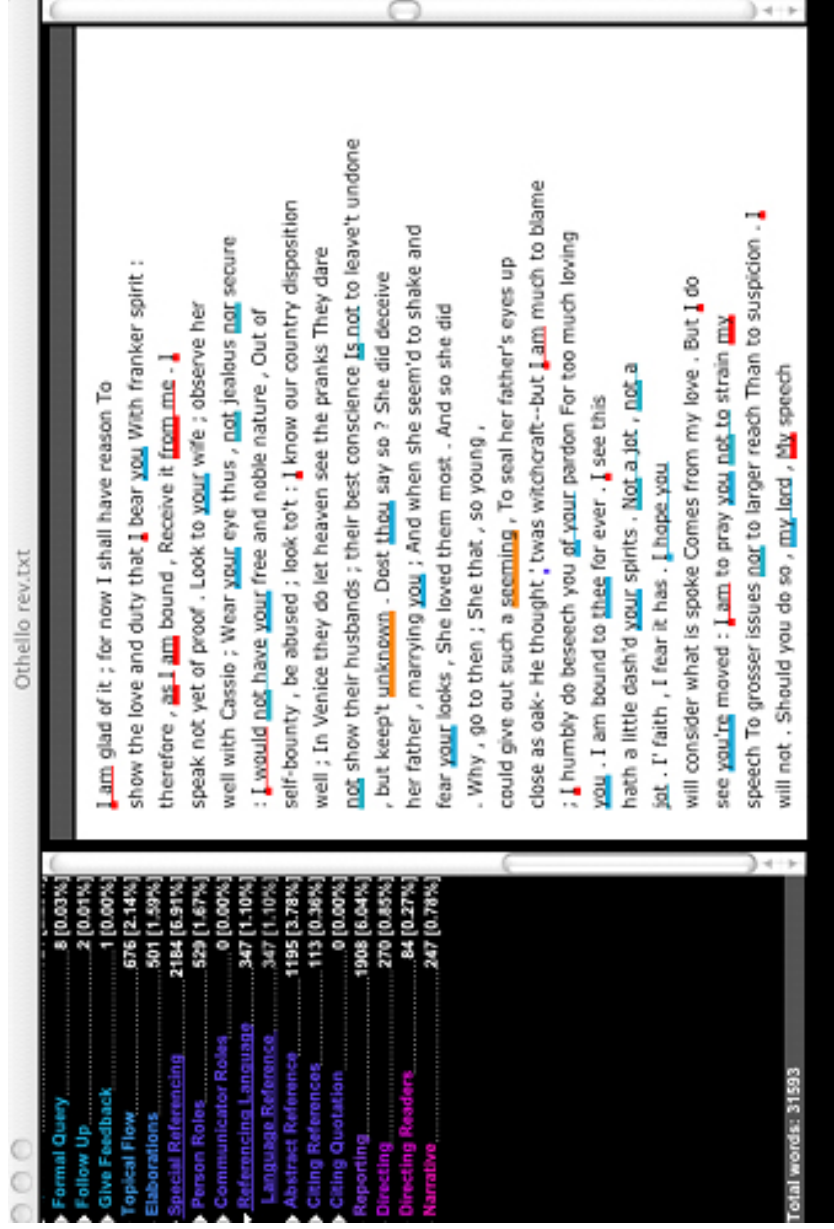 Othello rev.txt
Formal Query 8 [0.03%]
Follow Up 2 [0.01%]
Give Feedback 1 [0.00%]
Topical Flow 676 [2.14%]
Elaborations 501 [1.59%]
Special Referencing 2184 [6.91%]
Person Roles 529 [1.67%]
Communicator Roles 0 [0.00%]
Referencing Language 347 [1.10%]
Language Reference 347 [1.10%]
Abstract Reference 1195 [3.78%]
Citing References 113 [0.36%]
Citing Quotation 0 [0.00%]
Reporting 1908 [6.04%]
Directing 270 [0.85%]
Directing Readers 84 [0.27%]
Narrative 247 [0.78%]
Total words: 31593
I am glad of it ; for now I shall have reason To
show the love and duty that I bear you With franker spirit :
therefore , as I am bound , Receive it from me . I
speak not yet of proof . Look to your wife ; observe her
well with Cassio ; Wear your eye thus , not jealous nor secure
: I would not have your free and noble nature , Out of
self-bounty , be abused ; look to't : I know our country disposition
well ; In Venice they do let heaven see the pranks They dare
not show their husbands ; their best conscience Is not to leave't undone
, but keep't unknown . Dost thou say so ? She did deceive
her father , marrying you ; And when she seem'd to shake and
fear your looks , She loved them most . And so she did
. Why , go to then ; She that , so young ,
could give out such a seeming , To seal her father's eyes up
close as oak- He thought ' twas witchcraft--but I am much to blame
; I humbly do beseech you of your pardon For too much loving
you . I am bound to thee for ever . I see this
hath a little dash'd your spirits . Not a jot , not a
jot . I' faith , I fear it has . I hope you
will consider what is spoke Comes from my love . But I do
see you're moved : I am to pray you not to strain my
speech To grosser issues nor to larger reach Than to suspicion . I
will not . Should you do so , my lord , My speech